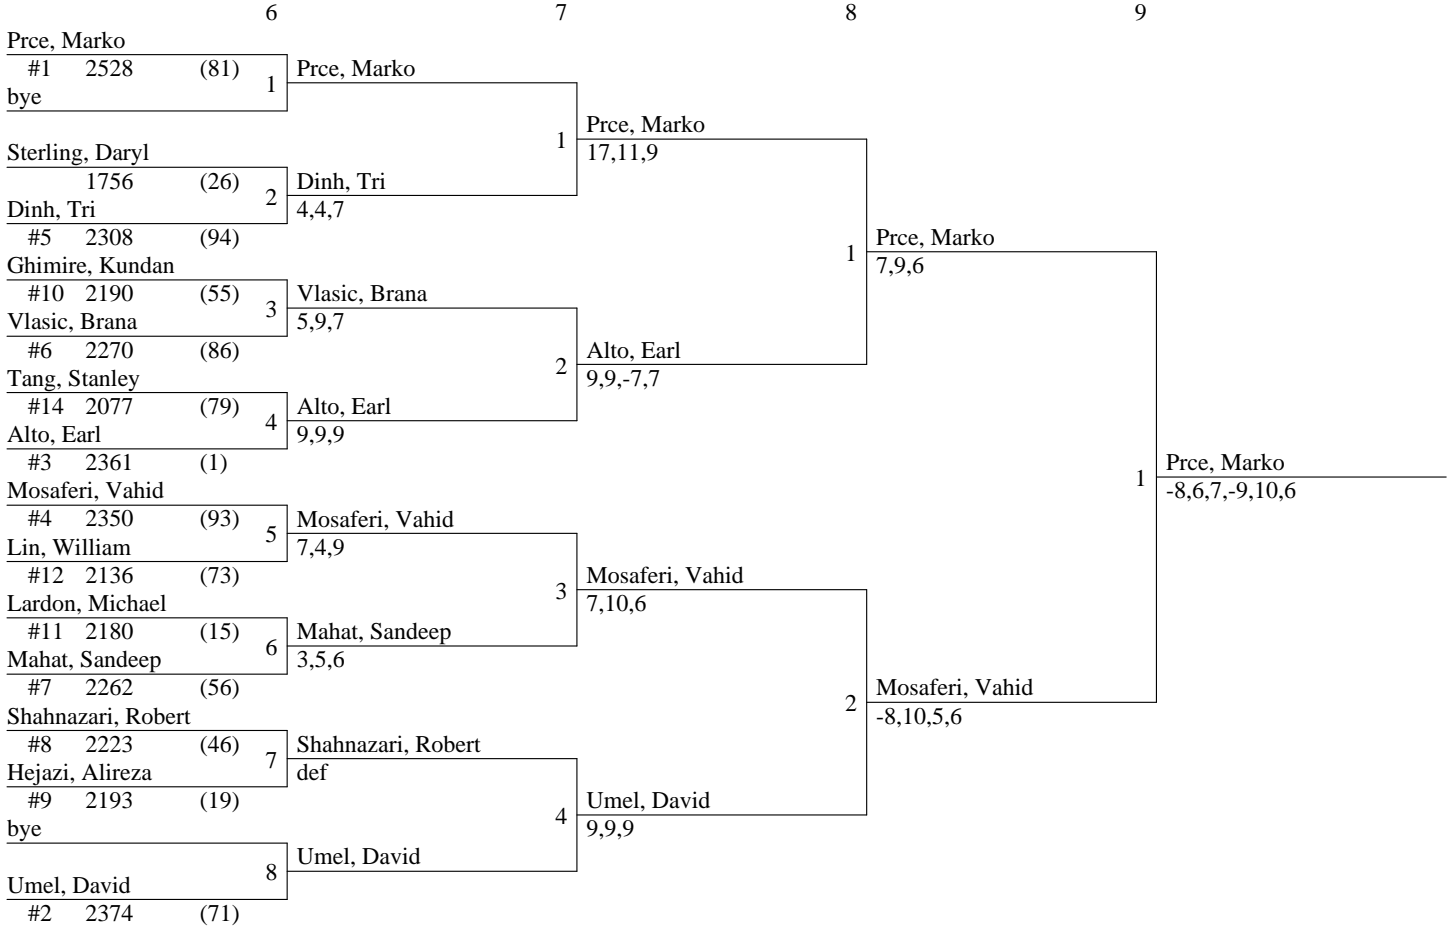 6 7 8 9
Prce, Marko
#1 2528 (81) 1 Prce, Marko
bye
1 Prce, Marko
17,11,9
Sterling, Daryl
1756 (26) 2 Dinh, Tri
Dinh, Tri 4,4,7
#5 2308 (94)
1 Prce, Marko
7,9,6
Ghimire, Kundan
#10 2190 (55) 3 Vlasic, Brana
Vlasic, Brana 5,9,7
#6 2270 (86)
2 Alto, Earl
9,9,-7,7
Tang, Stanley
#14 2077 (79) 4 Alto, Earl
Alto, Earl 9,9,9
#3 2361 (1)
1 Prce, Marko
-8,6,7,-9,10,6
Mosaferi, Vahid
#4 2350 (93) 5 Mosaferi, Vahid
Lin, William 7,4,9
#12 2136 (73)
3 Mosaferi, Vahid
7,10,6
Lardon, Michael
#11 2180 (15) 6 Mahat, Sandeep
Mahat, Sandeep 3,5,6
#7 2262 (56)
2 Mosaferi, Vahid
-8,10,5,6
Shahnazari, Robert
#8 2223 (46) 7 Shahnazari, Robert
Hejazi, Alireza def
#9 2193 (19)
4 Umel, David
9,9,9
bye
8 Umel, David
Umel, David
#2 2374 (71)